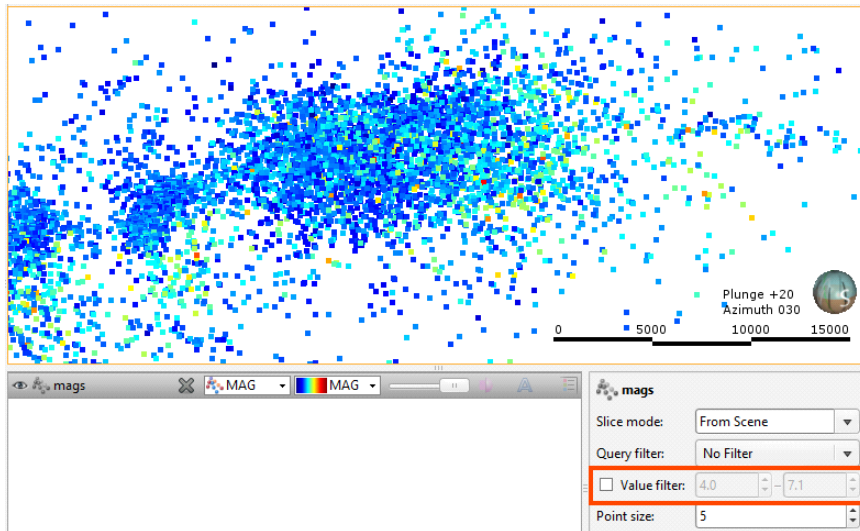 Plunge +20
Azimuth 030
0 5000 10000 15000
mags MAG MAG A
mags
Slice mode: From Scene
Query filter: No Filter
Value filter: 4.0 – 7.1
Point size: 5